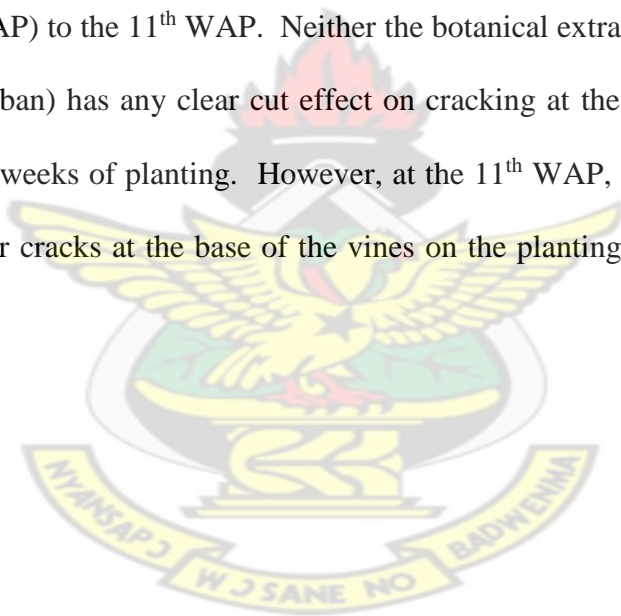 AP) to the 11th WAP. Neither the botanical extra
ban) has any clear cut effect on cracking at the
weeks of planting. However, at the 11th WAP,
r cracks at the base of the vines on the planting
NYANSAPƆ WƆSANE NO BADWENMA